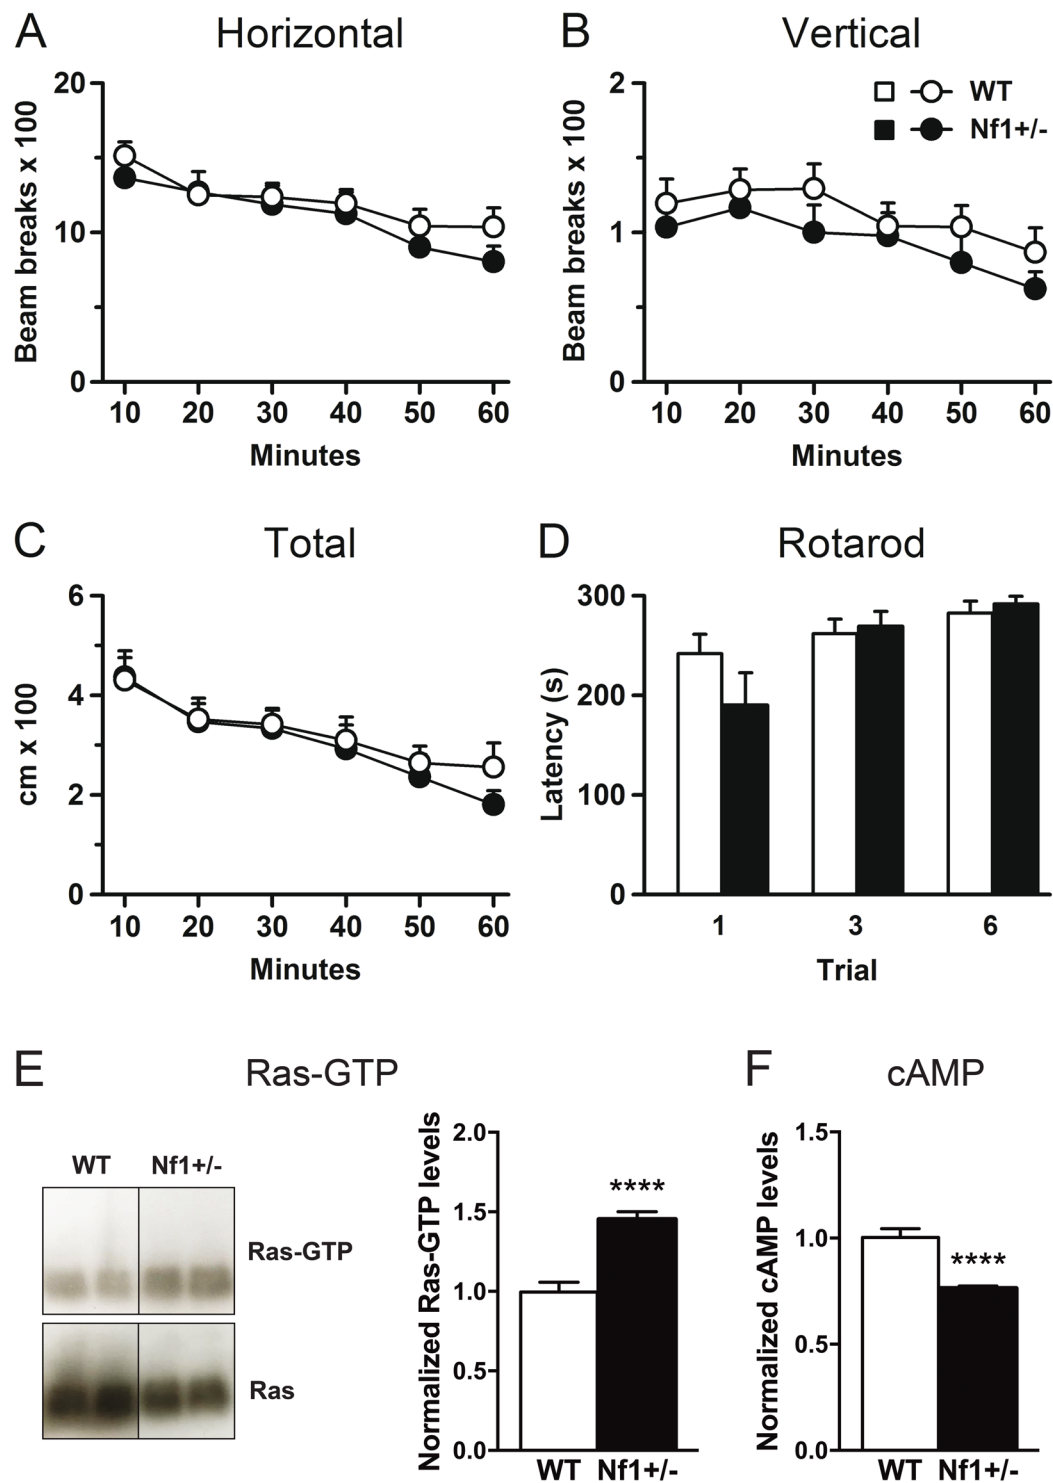 A Horizontal
20
10
0
Beam breaks x 100
10 20 30 40 50 60
Minutes
B Vertical
2
1
0
Beam breaks x 100
WT
Nf1+/-
10 20 30 40 50 60
Minutes
C Total
6
4
2
0
cm x 100
10 20 30 40 50 60
Minutes
D Rotarod
300
200
100
0
Latency (s)
1 3 6
Trial
E Ras-GTP
WT Nf1+/-
Ras-GTP
Ras
2.0
1.5
1.0
0.5
0.0
Normalized Ras-GTP levels
****
WT Nf1+/-
F cAMP
1.5
1.0
0.5
0.0
Normalized cAMP levels
****
WT Nf1+/-